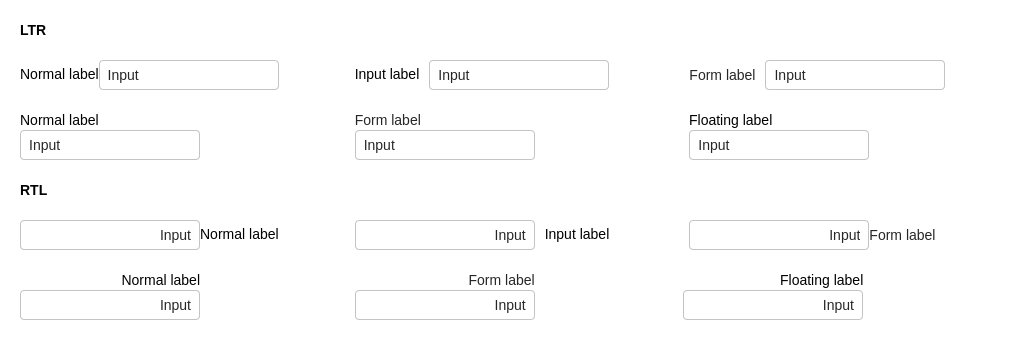 LTR
Normal label Input Input label Input Form label Input
Normal label Form label Floating label
Input Input Input
RTL
Input Normal label Input Input label Input Form label
Normal label Form label Floating label
Input Input Input